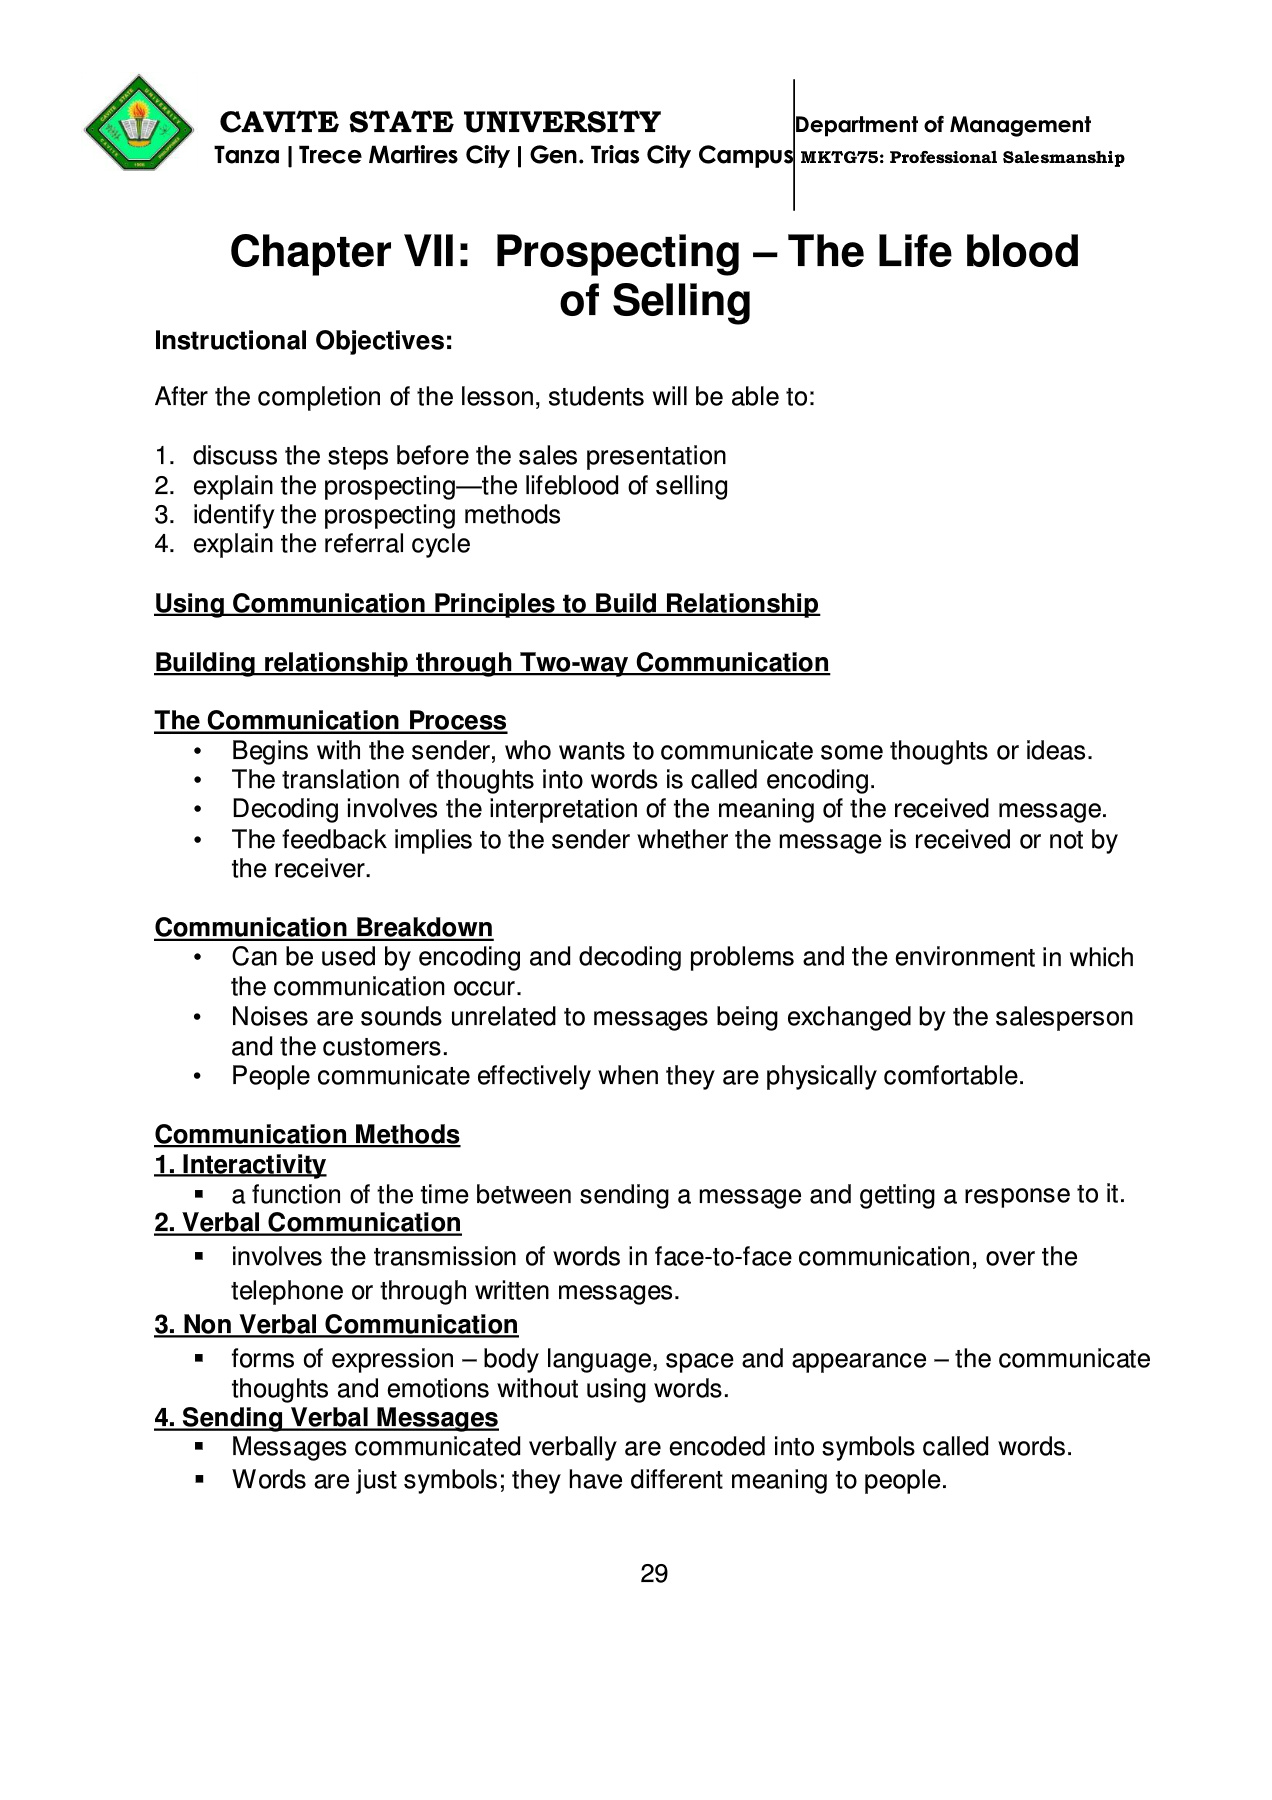 CAVITE STATE UNIVERSITY
Department of Management
Tanza | Trece Martires City | Gen. Trias City Campus
MKTG75: Professional Salesmanship
CAVITE STATE UNIVERSITY
CAVITE
PHILIPPINES
1906
Chapter VII:  Prospecting – The Life blood
of Selling
Instructional Objectives:
After the completion of the lesson, students will be able to:
1. discuss the steps before the sales presentation
2. explain the prospecting—the lifeblood of selling
3. identify the prospecting methods
4. explain the referral cycle
Using Communication Principles to Build Relationship
Building relationship through Two-way Communication
The Communication Process
• Begins with the sender, who wants to communicate some thoughts or ideas.
• The translation of thoughts into words is called encoding.
• Decoding involves the interpretation of the meaning of the received message.
• The feedback implies to the sender whether the message is received or not by
the receiver.
Communication Breakdown
• Can be used by encoding and decoding problems and the environment in which
the communication occur.
• Noises are sounds unrelated to messages being exchanged by the salesperson
and the customers.
• People communicate effectively when they are physically comfortable.
Communication Methods
1. Interactivity
▪ a function of the time between sending a message and getting a response to it.
2. Verbal Communication
▪ involves the transmission of words in face-to-face communication, over the
telephone or through written messages.
3. Non Verbal Communication
▪ forms of expression – body language, space and appearance – the communicate
thoughts and emotions without using words.
4. Sending Verbal Messages
▪ Messages communicated verbally are encoded into symbols called words.
▪ Words are just symbols; they have different meaning to people.
29